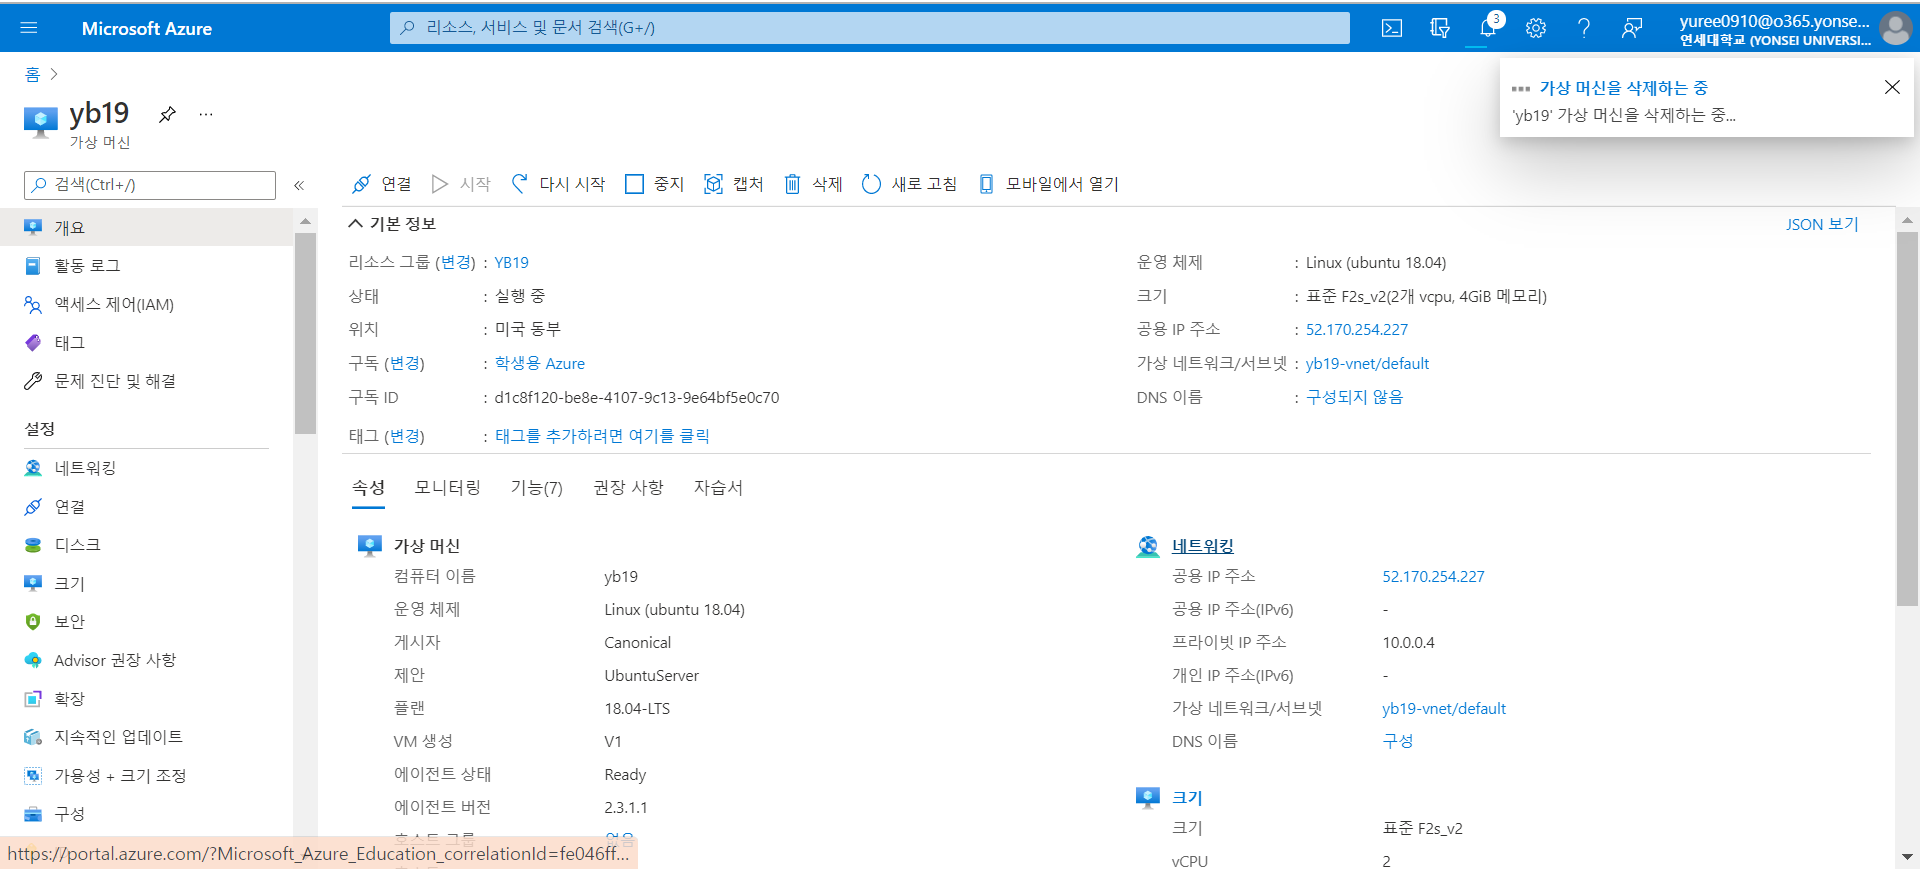 Microsoft Azure
리소스, 서비스 및 문서 검색(G+/)
3
yuree0910@o365.yonse...
연세대학교 (YONSEI UNIVERSI...
홈
가상 머신을 삭제하는 중
'yb19' 가상 머신을 삭제하는 중...
yb19
가상 머신
검색(Ctrl+/)
연결 시작 다시 시작 중지 캡처 삭제 새로 고침 모바일에서 열기
개요
활동 로그
액세스 제어(IAM)
태그
문제 진단 및 해결
설정
네트워킹
연결
디스크
크기
보안
Advisor 권장 사항
확장
지속적인 업데이트
가용성 + 크기 조정
구성
기본 정보
JSON 보기
리소스 그룹 (변경) : YB19
상태 : 실행 중
위치 : 미국 동부
구독 (변경) : 학생용 Azure
구독 ID : d1c8f120-be8e-4107-9c13-9e64bf5e0c70
태그 (변경) : 태그를 추가하려면 여기를 클릭
운영 체제 : Linux (ubuntu 18.04)
크기 : 표준 F2s_v2(2개 vcpu, 4GiB 메모리)
공용 IP 주소 : 52.170.254.227
가상 네트워크/서브넷 : yb19-vnet/default
DNS 이름 : 구성되지 않음
속성 모니터링 기능(7) 권장 사항 자습서
가상 머신
컴퓨터 이름 yb19
운영 체제 Linux (ubuntu 18.04)
게시자 Canonical
제안 UbuntuServer
플랜 18.04-LTS
VM 생성 V1
에이전트 상태 Ready
에이전트 버전 2.3.1.1
호스트 그룹 없음
네트워킹
공용 IP 주소 52.170.254.227
공용 IP 주소(IPv6) -
프라이빗 IP 주소 10.0.0.4
개인 IP 주소(IPv6) -
가상 네트워크/서브넷 yb19-vnet/default
DNS 이름 구성
크기
크기 표준 F2s_v2
vCPU 2
https://portal.azure.com/?Microsoft_Azure_Education_correlationId=fe046ff...